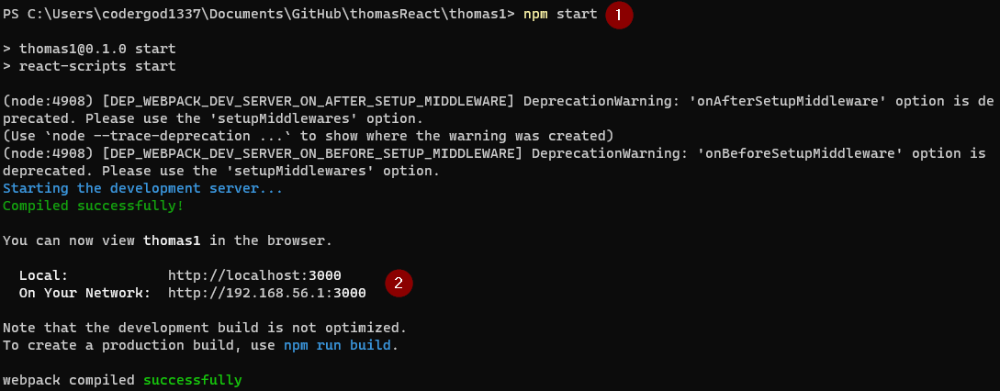 PS C:\Users\codergod1337\Documents\GitHub\thomasReact\thomas1> npm start 1
> thomas1@0.1.0 start
> react-scripts start
(node:4908) [DEP_WEBPACK_DEV_SERVER_ON_AFTER_SETUP_MIDDLEWARE] DeprecationWarning: 'onAfterSetupMiddleware' option is de
precated. Please use the 'setupMiddlewares' option.
(Use `node --trace-deprecation ...` to show where the warning was created)
(node:4908) [DEP_WEBPACK_DEV_SERVER_ON_BEFORE_SETUP_MIDDLEWARE] DeprecationWarning: 'onBeforeSetupMiddleware' option is
deprecated. Please use the 'setupMiddlewares' option.
Starting the development server...
Compiled successfully!
You can now view thomas1 in the browser.
Local: http://localhost:3000
2
On Your Network: http://192.168.56.1:3000
Note that the development build is not optimized.
To create a production build, use npm run build.
webpack compiled successfully